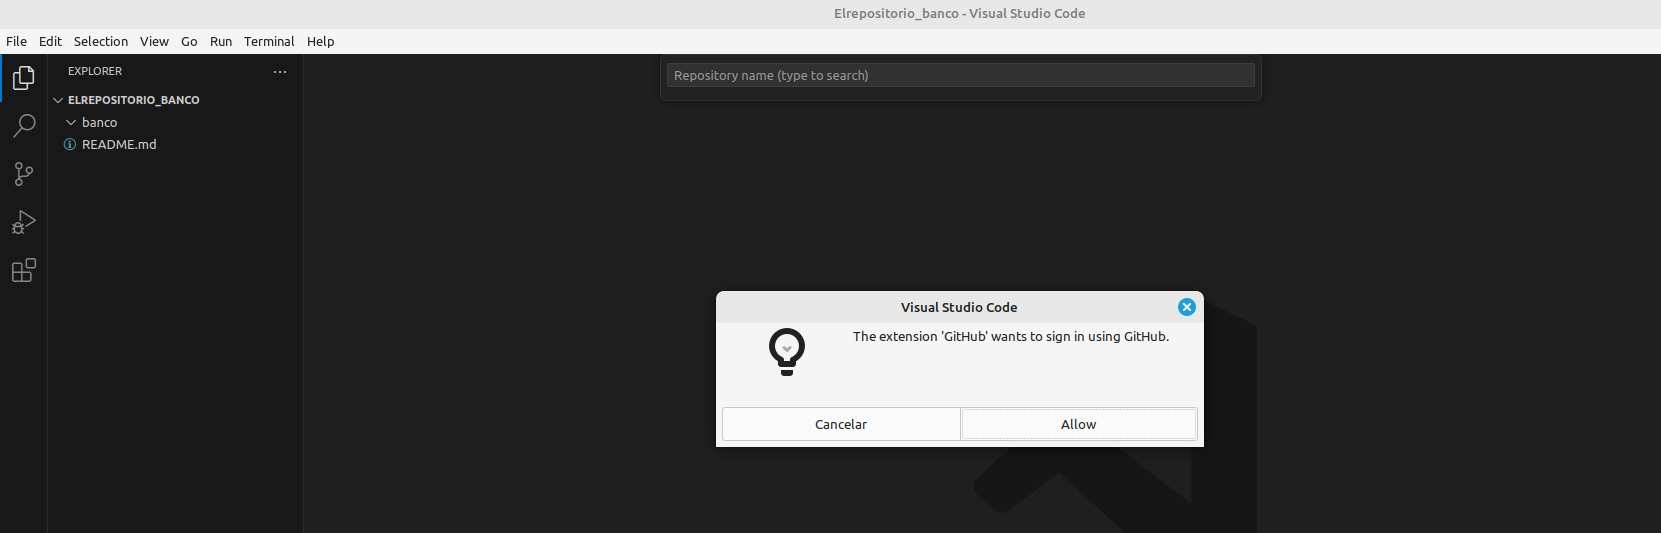 Elrepositorio_banco - Visual Studio Code
File Edit Selection View Go Run Terminal Help
EXPLORER ···
Repository name (type to search)
ELREPOSITORIO_BANCO
banco
README.md
Visual Studio Code
The extension 'GitHub' wants to sign in using GitHub.
Cancelar Allow